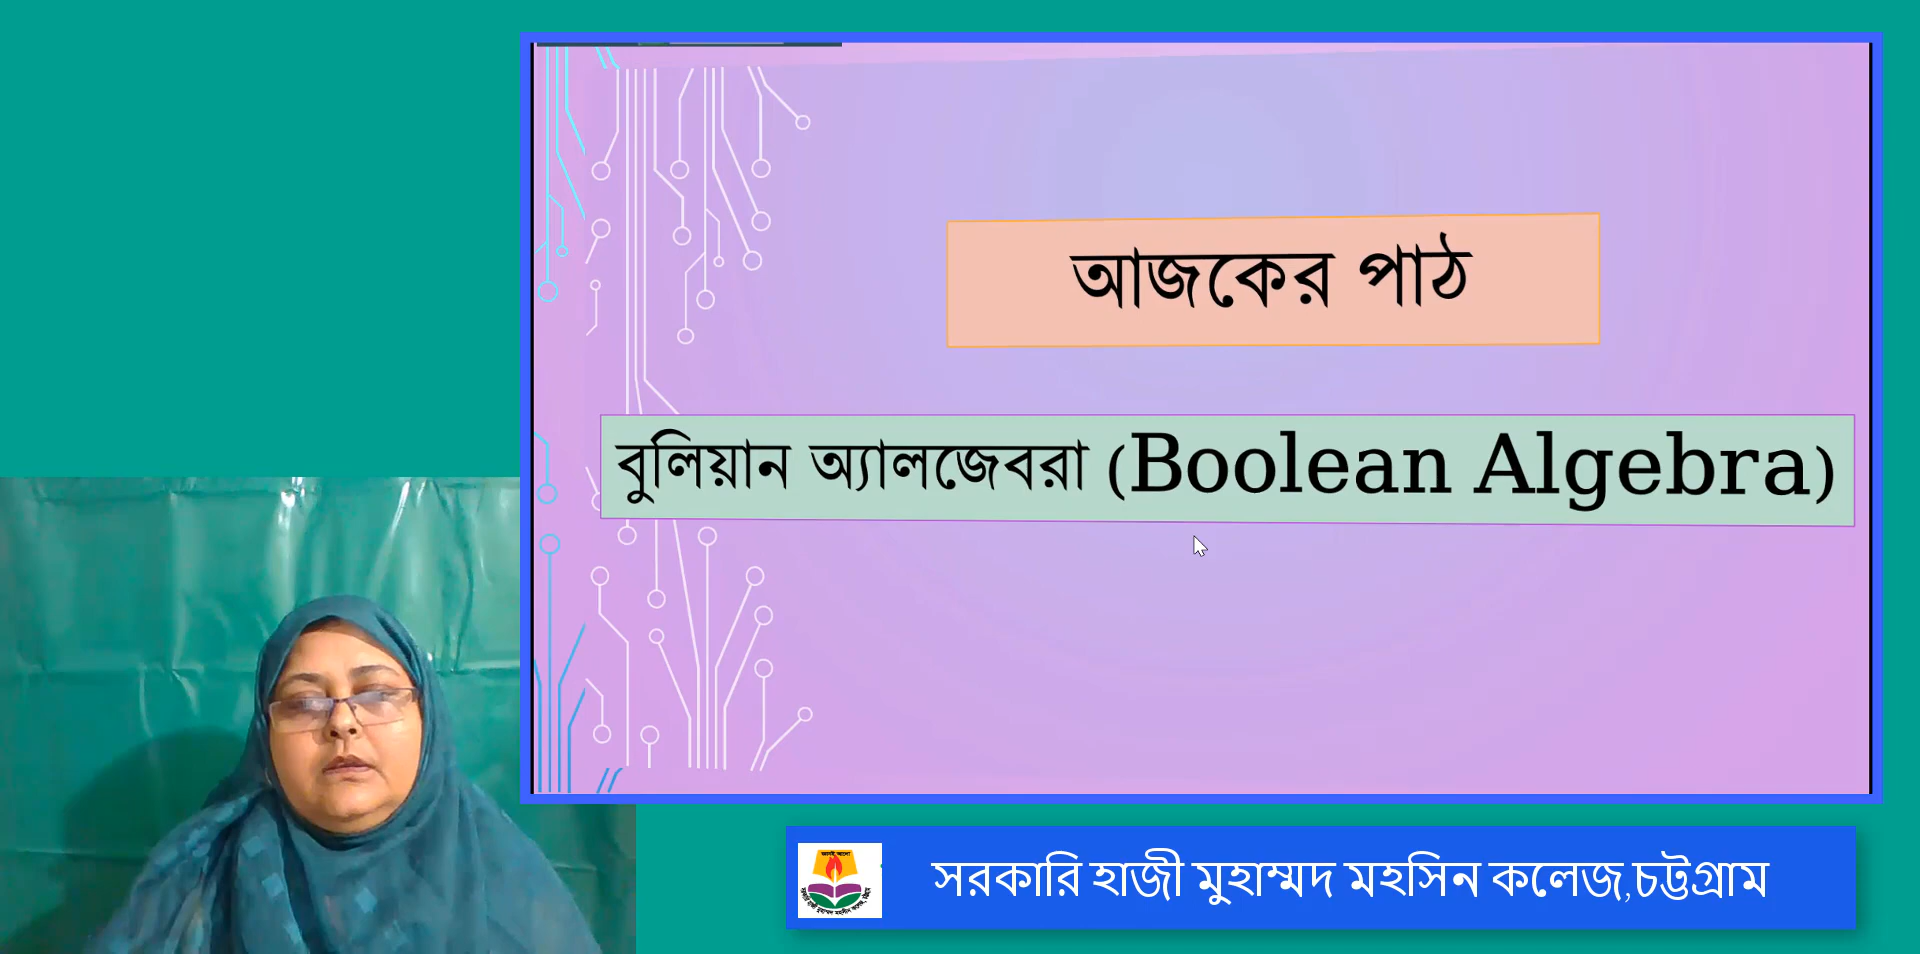 আজকের পাঠ
বুলিয়ান অ্যালজেবরা (Boolean Algebra)
সরকারি হাজী মুহাম্মদ মহসিন কলেজ,চট্টগ্রাম